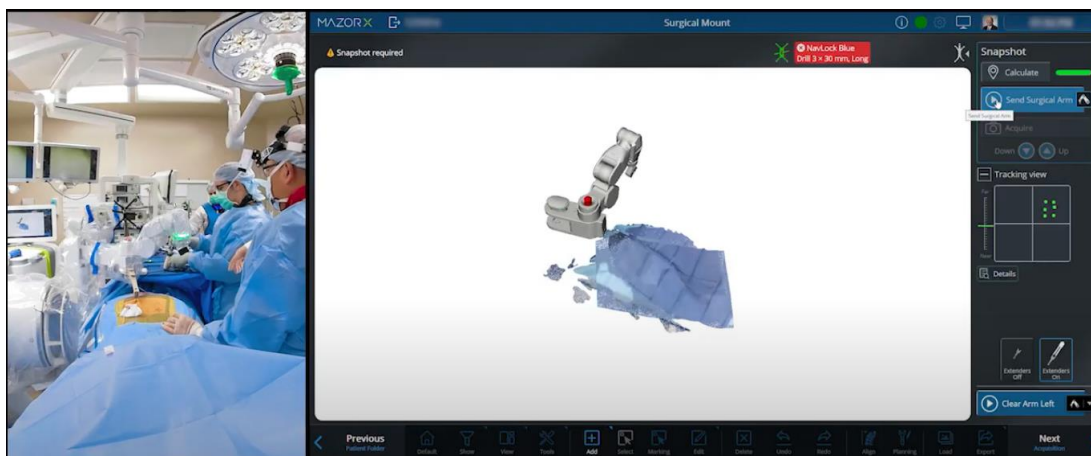 MAZOR X
Surgical Mount
Snapshot required
NavLock Blue
Drill 3 × 30 mm, Long
Snapshot
Calculate
Send Surgical Arm
Send Surgical Arm
Acquire
Down
Up
Tracking view
Far
Near
Details
Extenders Off
Extenders On
Clear Arm Left
Previous
Patient Folder
Default
Show
View
Tools
Add
Select
Marking
Edit
Delete
Undo
Redo
Align
Planning
Load
Export
Next
Acquisition